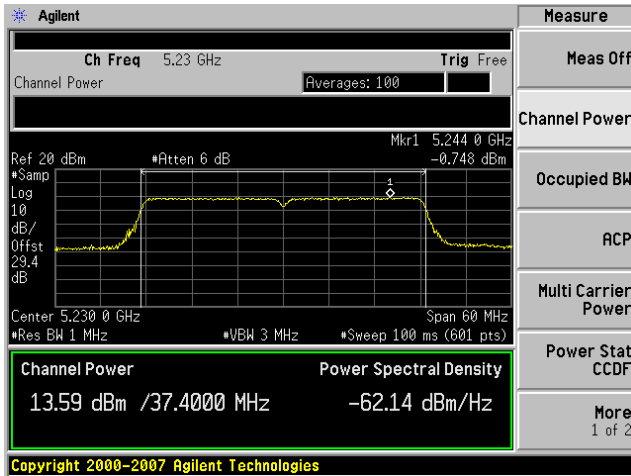 Agilent
Measure
Ch Freq 5.23 GHz Trig Free
Channel Power Averages: 100
Meas Off
Channel Power
Occupied BW
ACP
Multi Carrier
Power
Power Stat
CCDF
More
1 of 2
Mkr1 5.244 0 GHz
Ref 20 dBm #Atten 6 dB -0.748 dBm
#Samp
Log
10
dB/
Offst
29.4
dB
1
Center 5.230 0 GHz Span 60 MHz
#Res BW 1 MHz #VBW 3 MHz #Sweep 100 ms (601 pts)
Channel Power Power Spectral Density
13.59 dBm /37.4000 MHz -62.14 dBm/Hz
Copyright 2000-2007 Agilent Technologies